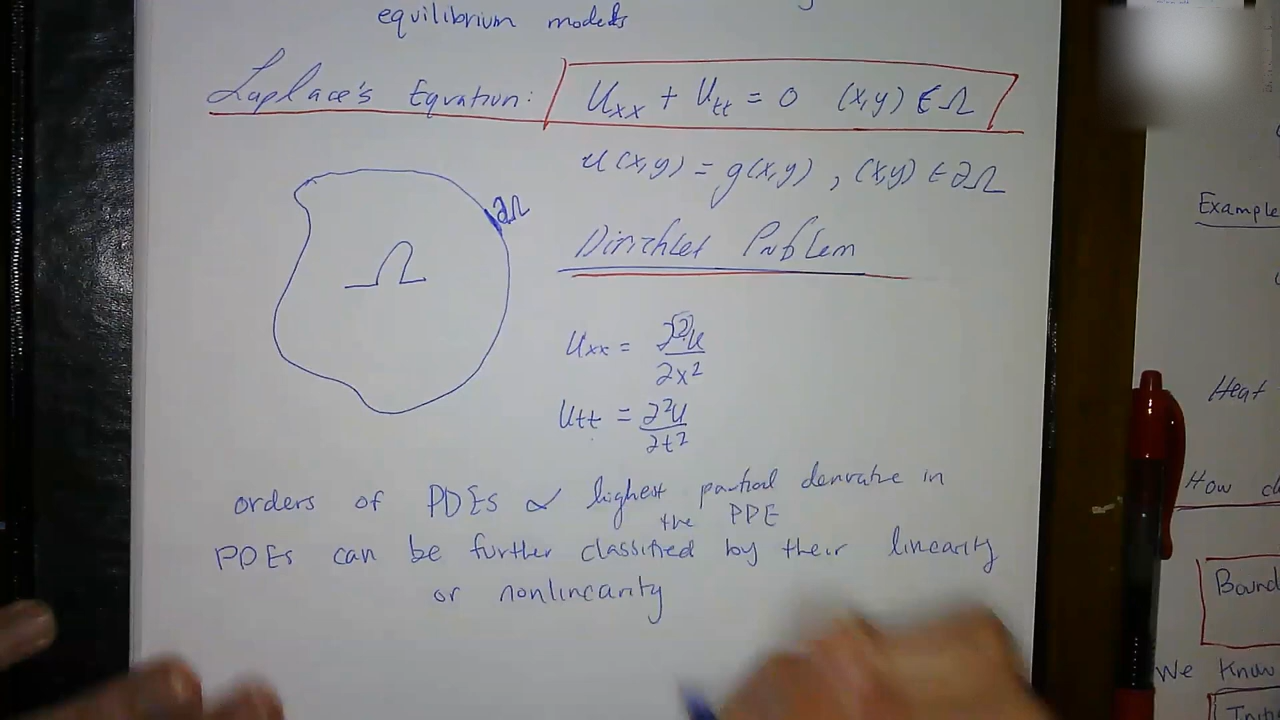 equilibrium models
Laplace's Equation: Uxx + Utt = 0 (x,y) ∈ Ω
u(x,y) = g(x,y), (x,y) ∈ ∂Ω
∂Ω
Dirichlet Problem
Ω
Uxx = ∂²u/∂x²
Utt = ∂²u/∂t²
orders of PDEs ∝ highest partial derivative in
the PPE
PDEs can be further classified by their linearity
or nonlinearity
Example
Heat
How
Bound
We Know